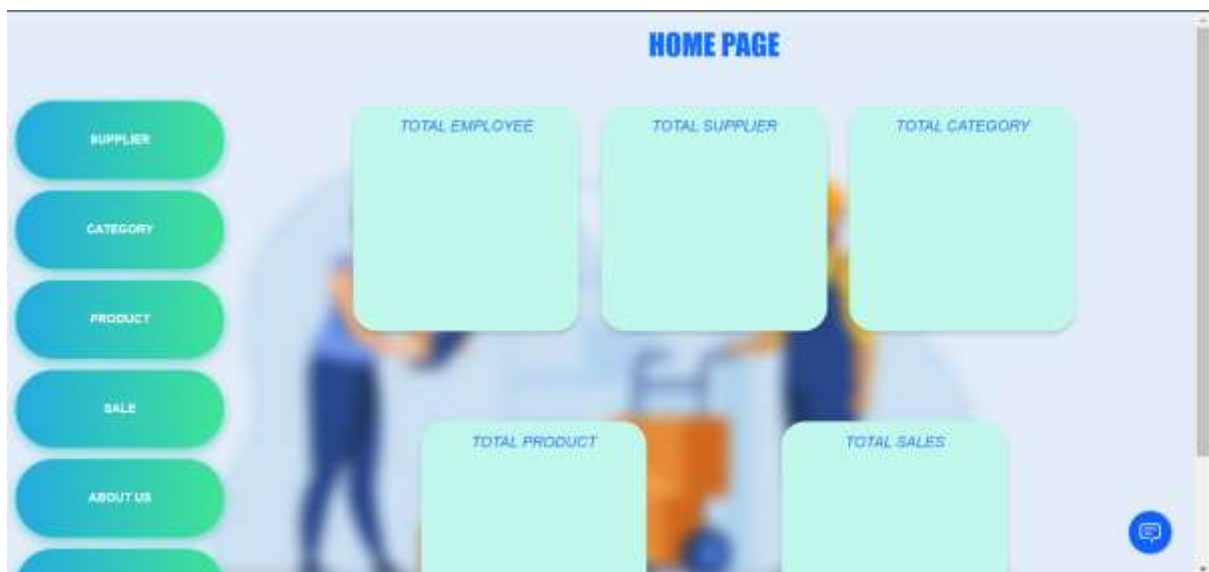 HOME PAGE
SUPPLIER
CATEGORY
PRODUCT
SALE
ABOUT US
TOTAL EMPLOYEE
TOTAL SUPPLIER
TOTAL CATEGORY
TOTAL PRODUCT
TOTAL SALES